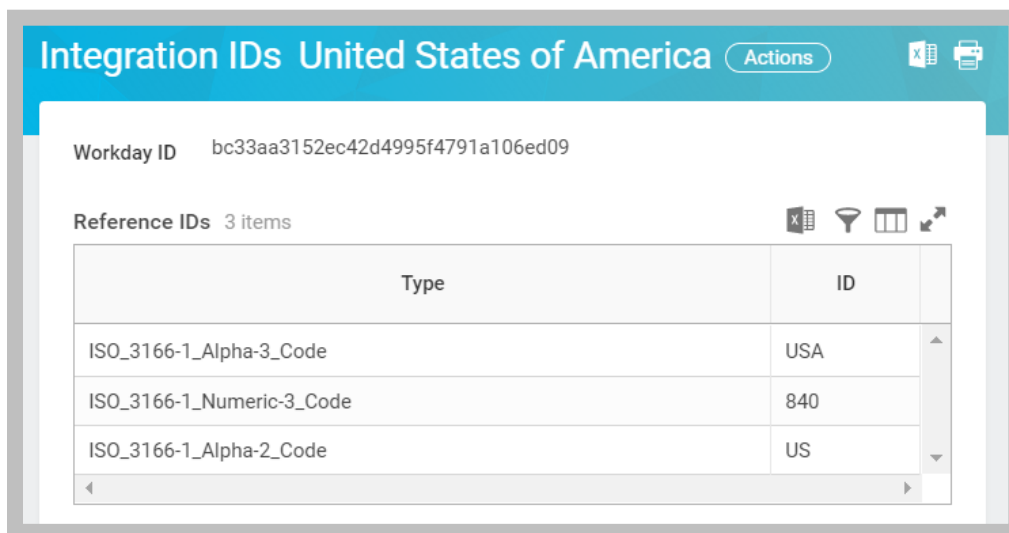 Integration IDs United States of America Actions
Workday ID bc33aa3152ec42d4995f4791a106ed09
Reference IDs 3 items
Type ID
ISO_3166-1_Alpha-3_Code USA
ISO_3166-1_Numeric-3_Code 840
ISO_3166-1_Alpha-2_Code US